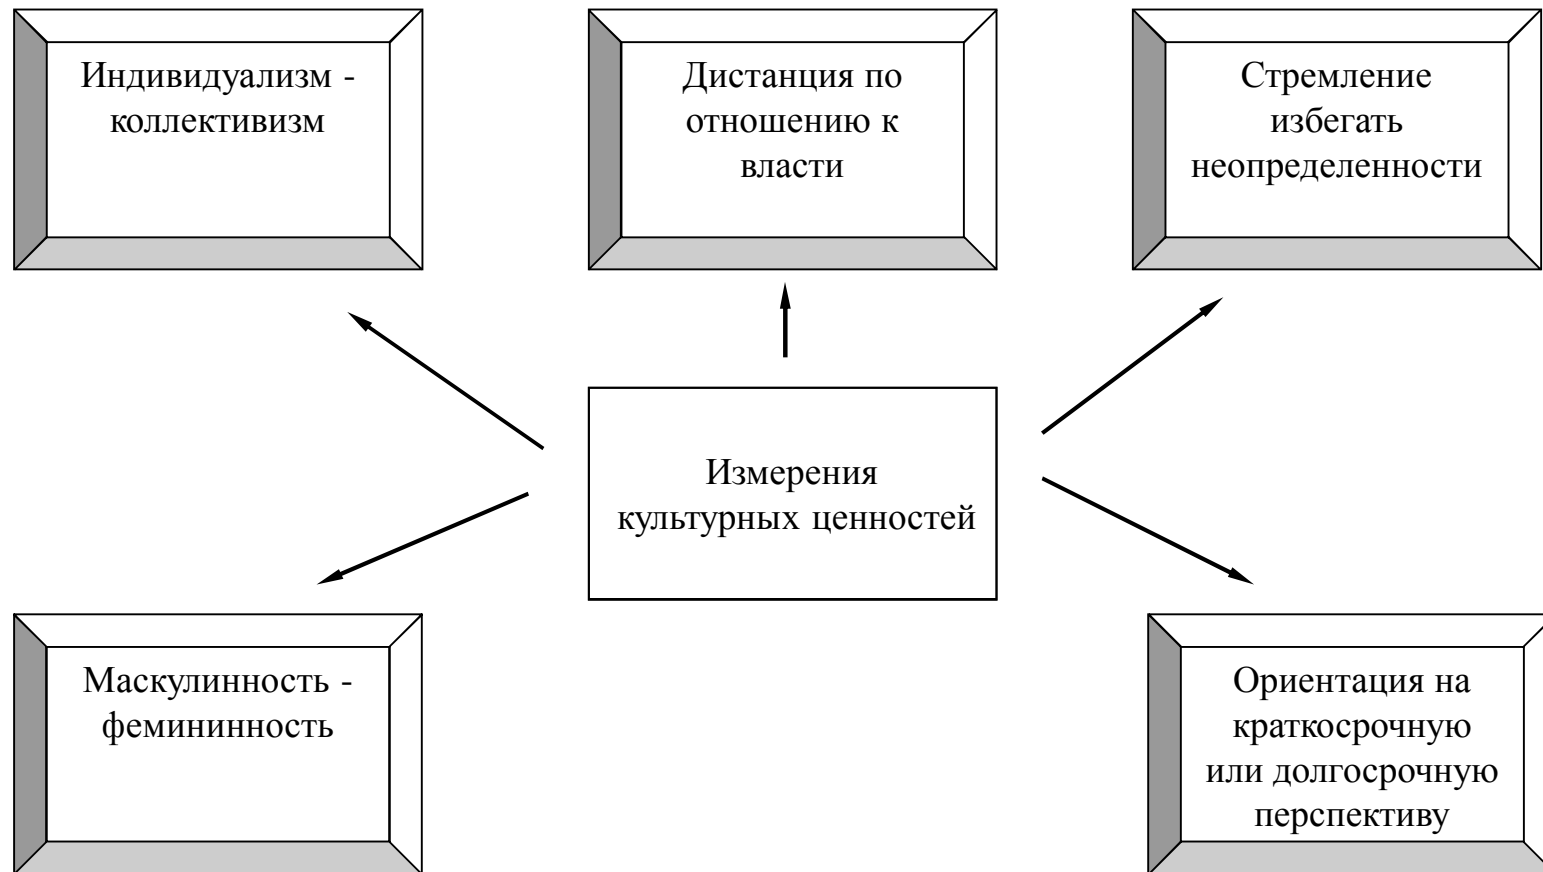 Индивидуализм -
коллективизм
Дистанция по
отношению к
власти
Стремление
избегать
неопределенности
Измерения
культурных ценностей
Маскулинность -
фемининность
Ориентация на
краткосрочную
или долгосрочную
перспективу